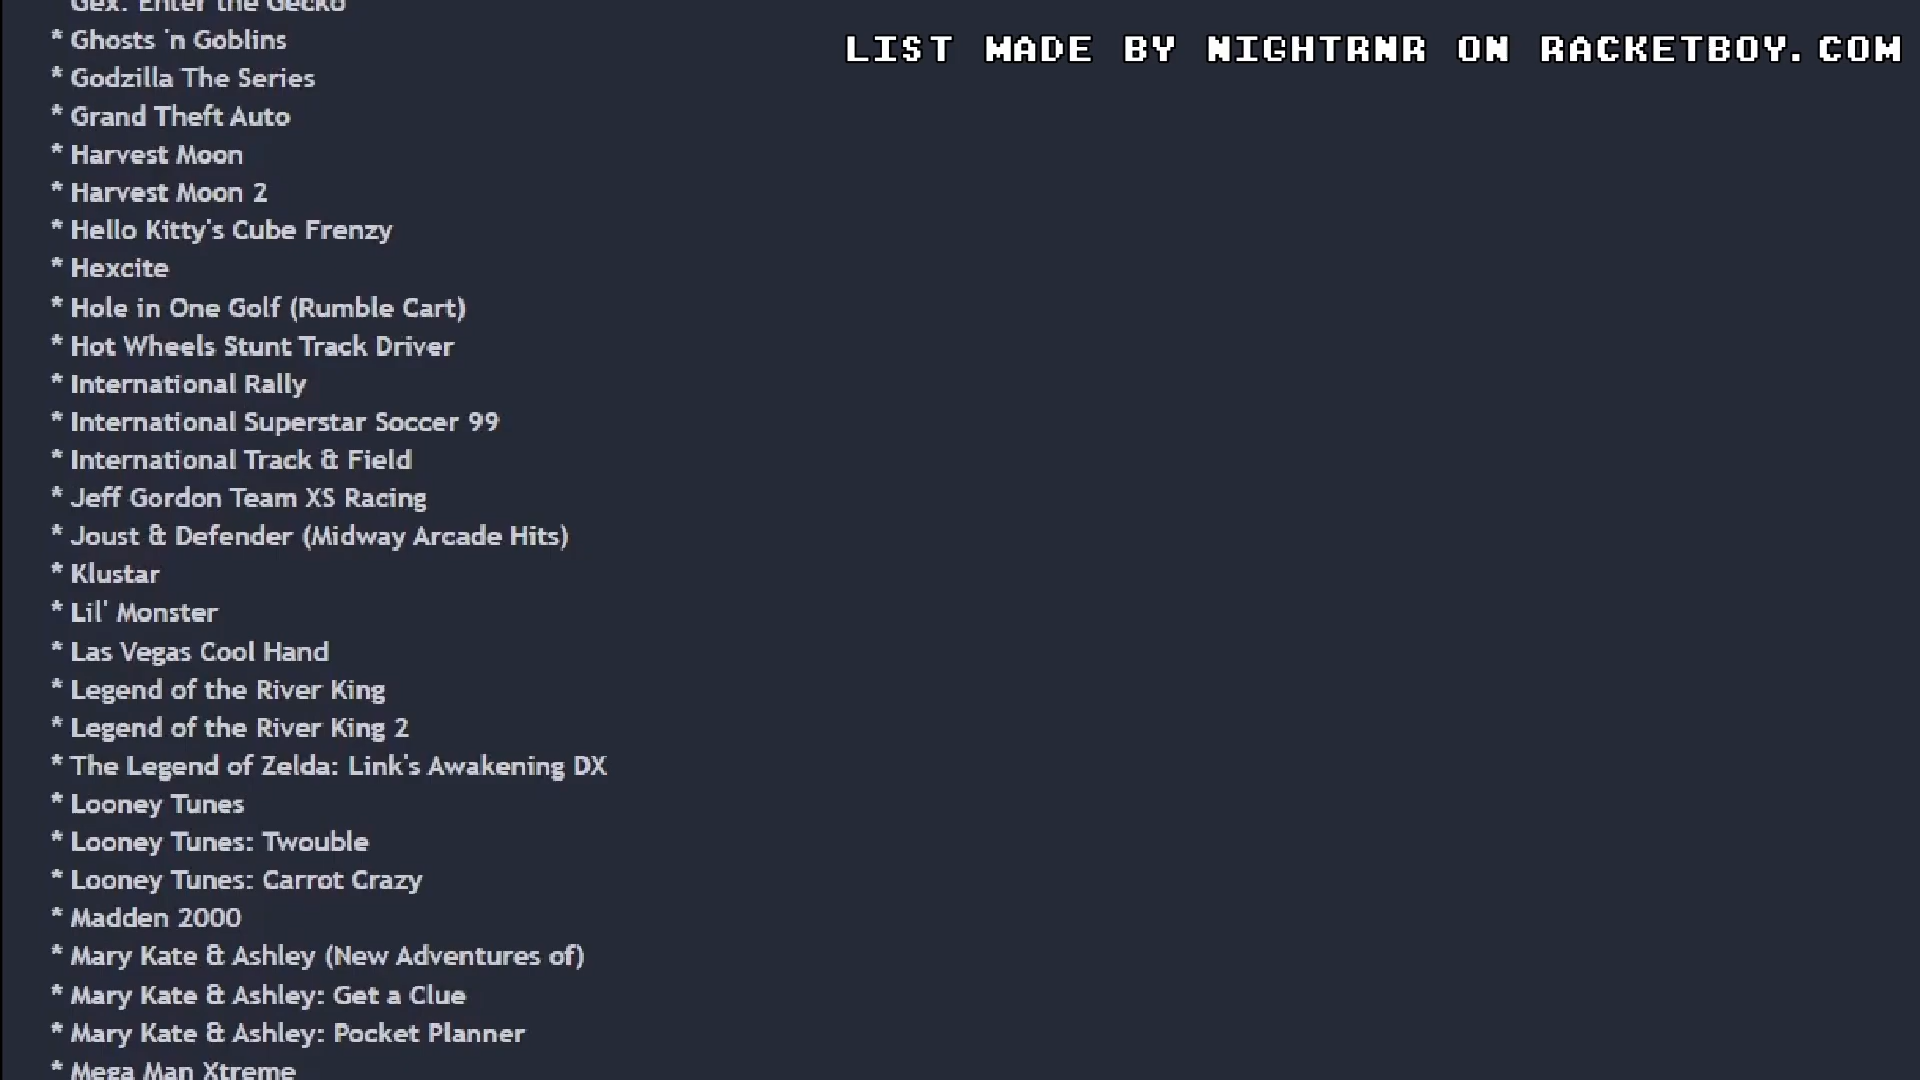 Gex: Enter the Gecko
LIST MADE BY NIGHTRNR ON RACKETBOY.COM
* Ghosts 'n Goblins
* Godzilla The Series
* Grand Theft Auto
* Harvest Moon
* Harvest Moon 2
* Hello Kitty's Cube Frenzy
* Hexcite
* Hole in One Golf (Rumble Cart)
* Hot Wheels Stunt Track Driver
* International Rally
* International Superstar Soccer 99
* International Track & Field
* Jeff Gordon Team XS Racing
* Joust & Defender (Midway Arcade Hits)
* Klustar
* Lil' Monster
* Las Vegas Cool Hand
* Legend of the River King
* Legend of the River King 2
* The Legend of Zelda: Link's Awakening DX
* Looney Tunes
* Looney Tunes: Twouble
* Looney Tunes: Carrot Crazy
* Madden 2000
* Mary Kate & Ashley (New Adventures of)
* Mary Kate & Ashley: Get a Clue
* Mary Kate & Ashley: Pocket Planner
* Mega Man Xtreme